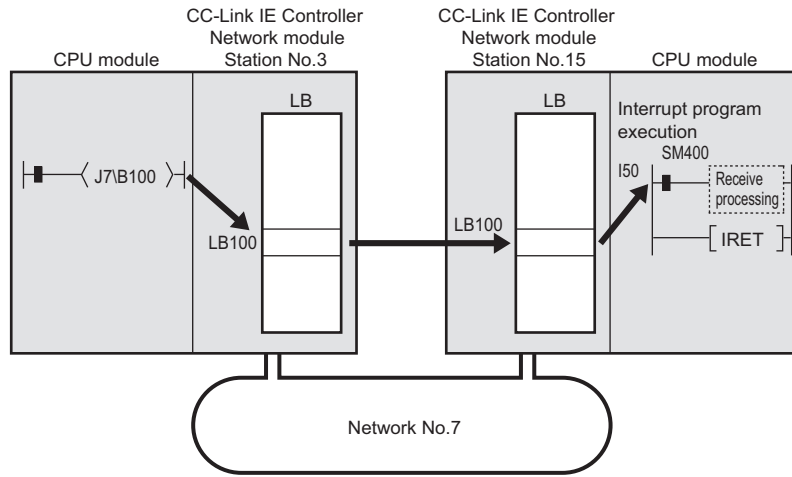 CC-Link IE Controller
Network module
Station No.3
CPU module
LB
J7\B100
LB100
CC-Link IE Controller
Network module
Station No.15
CPU module
LB
LB100
Interrupt program
execution
SM400
I50
Receive
processing
IRET
Network No.7